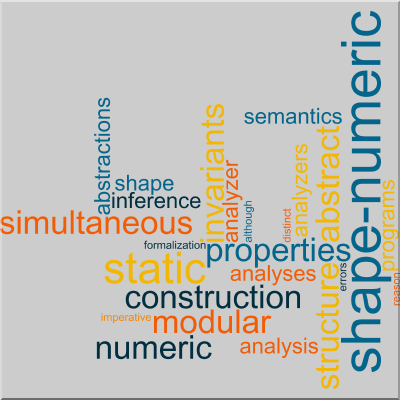 shape-numeric
semantics
abstractions
invariants
abstract
shape
inference
analyzer
analyzers
although
distinct
programs
simultaneous
formalization
properties
static
analyses
errors
reason
construction
structure
imperative
modular
numeric
analysis